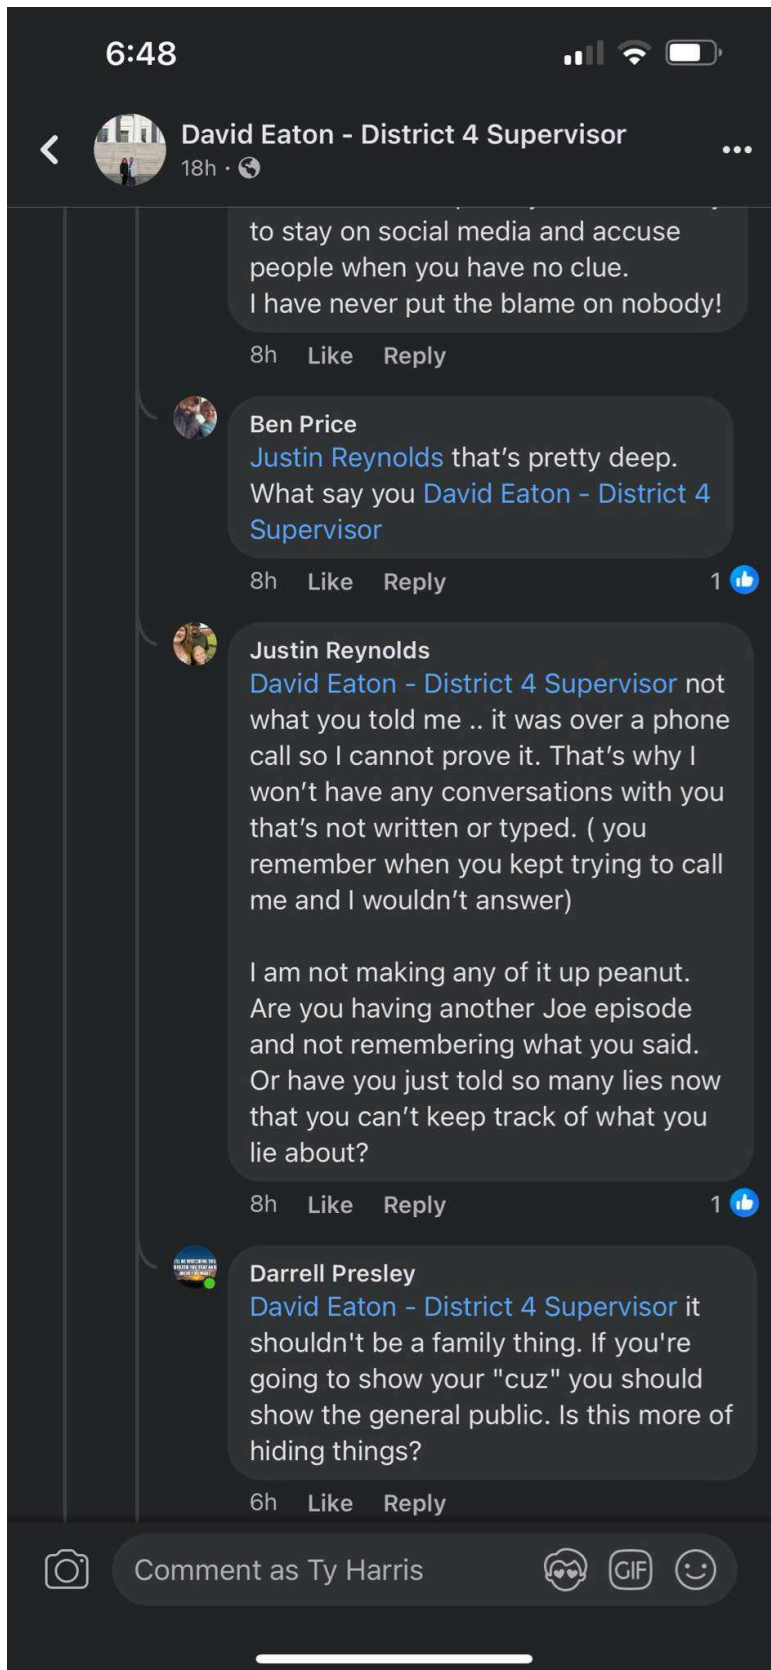 6:48
David Eaton - District 4 Supervisor
18h ·
to stay on social media and accuse
people when you have no clue.
I have never put the blame on nobody!
8h Like Reply
Ben Price
Justin Reynolds that's pretty deep.
What say you David Eaton - District 4
Supervisor
8h Like Reply 1
Justin Reynolds
David Eaton - District 4 Supervisor not
what you told me .. it was over a phone
call so I cannot prove it. That's why I
won't have any conversations with you
that's not written or typed. ( you
remember when you kept trying to call
me and I wouldn't answer)
I am not making any of it up peanut.
Are you having another Joe episode
and not remembering what you said.
Or have you just told so many lies now
that you can't keep track of what you
lie about?
8h Like Reply 1
Darrell Presley
David Eaton - District 4 Supervisor it
shouldn't be a family thing. If you're
going to show your "cuz" you should
show the general public. Is this more of
hiding things?
6h Like Reply
Comment as Ty Harris
GIF